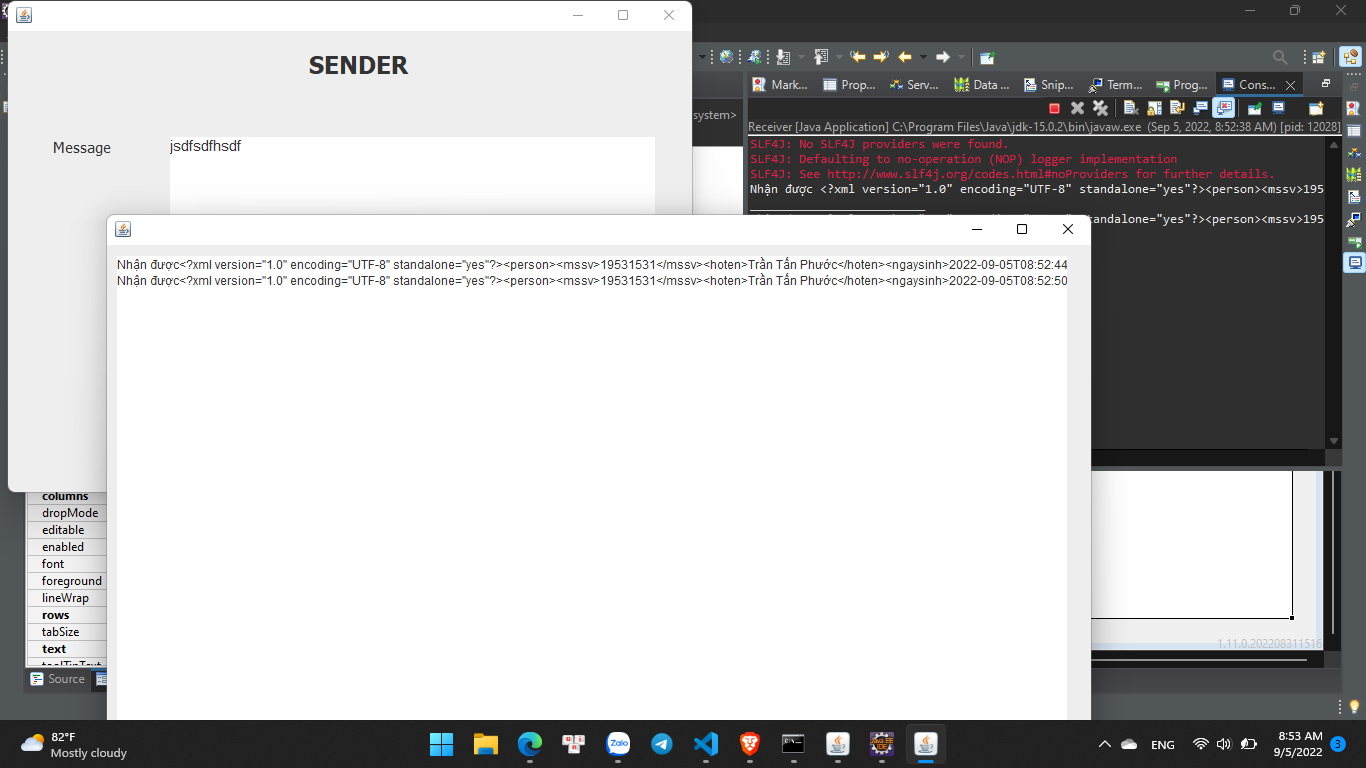 SENDER
Message
jsdfsdfhsdf
system>
Mark...
Prop...
Serv...
Data ...
Snip...
Term...
Prog...
Cons...
Receiver [Java Application] C:\Program Files\Java\jdk-15.0.2\bin\javaw.exe (Sep 5, 2022, 8:52:38 AM) [pid: 12028]
SLF4J: No SLF4J providers were found.
SLF4J: Defaulting to no-operation (NOP) logger implementation
SLF4J: See http://www.slf4j.org/codes.html#noProviders for further details.
Nhận được <?xml version="1.0" encoding="UTF-8" standalone="yes"?><person><mssv>195
tandalone="yes"?><person><mssv>195
Nhận được<?xml version="1.0" encoding="UTF-8" standalone="yes"?><person><mssv>19531531</mssv><hoten>Trần Tấn Phước</hoten><ngaysinh>2022-09-05T08:52:44
Nhận được<?xml version="1.0" encoding="UTF-8" standalone="yes"?><person><mssv>19531531</mssv><hoten>Trần Tấn Phước</hoten><ngaysinh>2022-09-05T08:52:50
columns
dropMode
editable
enabled
font
foreground
lineWrap
rows
tabSize
text
toolTipText
1.11.0.202208311516
Source
82°F
Mostly cloudy
Zalo
Java EE
IDE
ENG
8:53 AM
9/5/2022
3